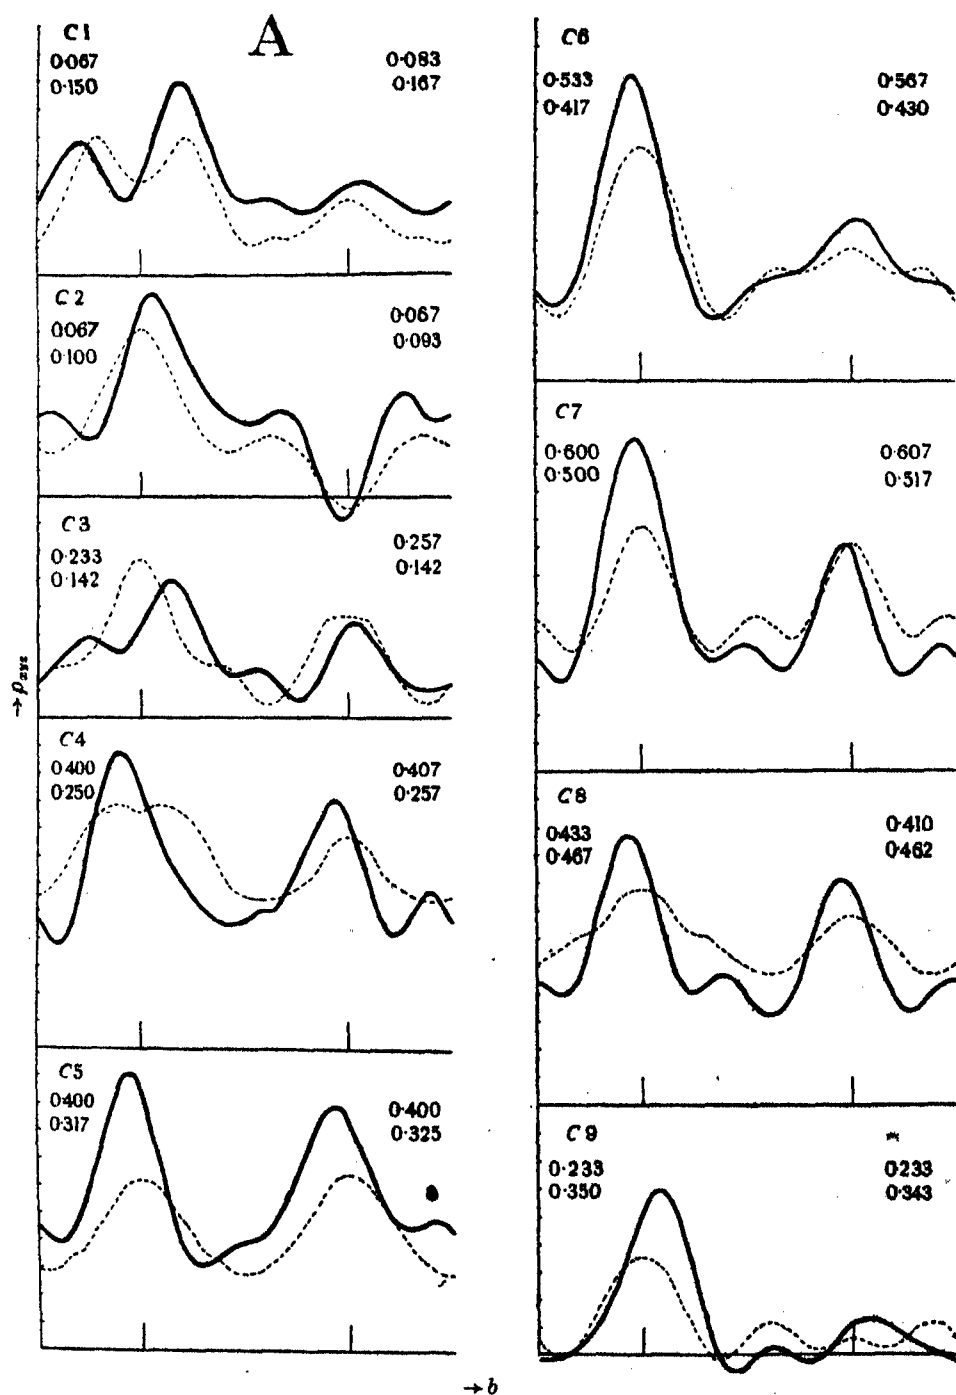 A
C1
0·067 0·083
0·150 0·167
C2
0·067 0·067
0·100 0·093
C3
0·233 0·257
0·142 0·142
C4
0·400 0·407
0·250 0·257
C5
0·400 0·400
0·317 0·325
→ρxyz
C6
0·533 0·567
0·417 0·430
C7
0·600 0·607
0·500 0·517
C8
0·433 0·410
0·467 0·462
C9
0·233 0·233
0·350 0·343
→b